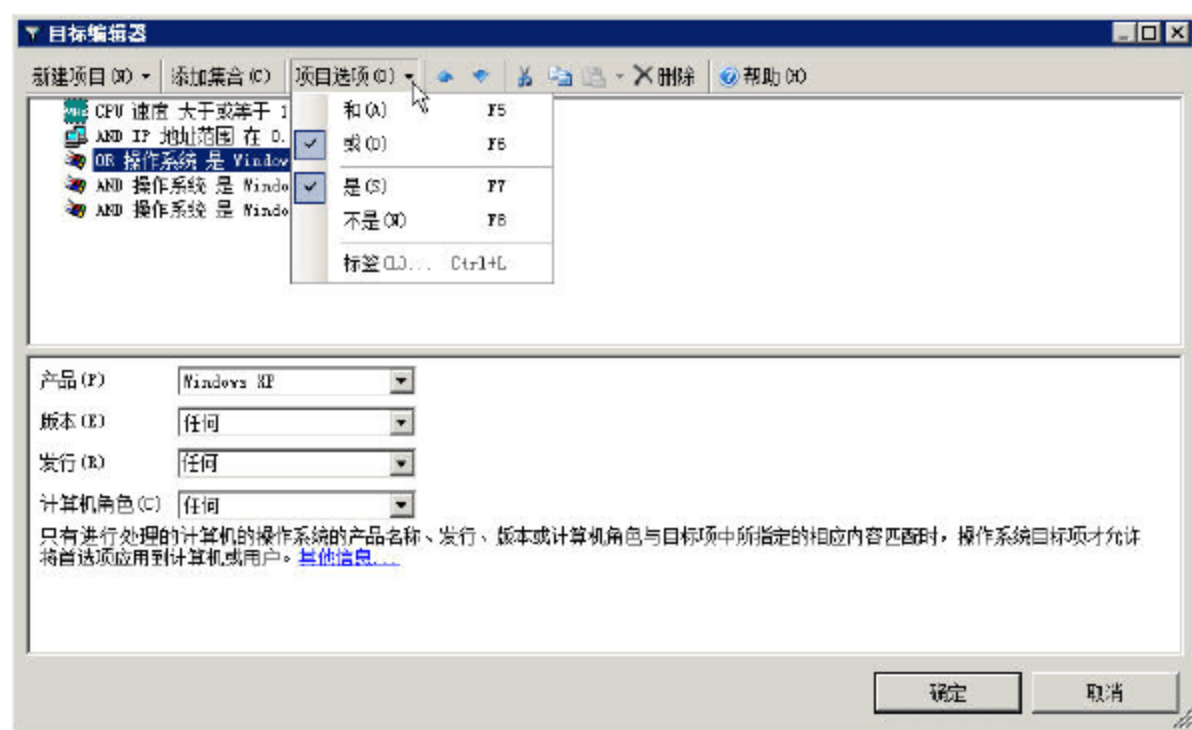 目标编辑器
新建项目(W) 添加集合(C) 项目选项(O) 删除 帮助(H)
CPU 速度 大于或等于 1
AND IP 地址范围 在 0.
OR 操作系统 是 Window
AND 操作系统 是 Windo
AND 操作系统 是 Windo
和(A) F5
或(O) F6
是(S) F7
不是(N) F8
标签(L)... Ctrl+L
产品(P) Windows XP
版本(E) 任何
发行(R) 任何
计算机角色(C) 任何
只有进行处理的计算机的操作系统的产品名称、发行、版本或计算机角色与目标项中所指定的相应内容匹配时，操作系统目标项才允许
将首选项应用到计算机或用户。其他信息...
确定 取消